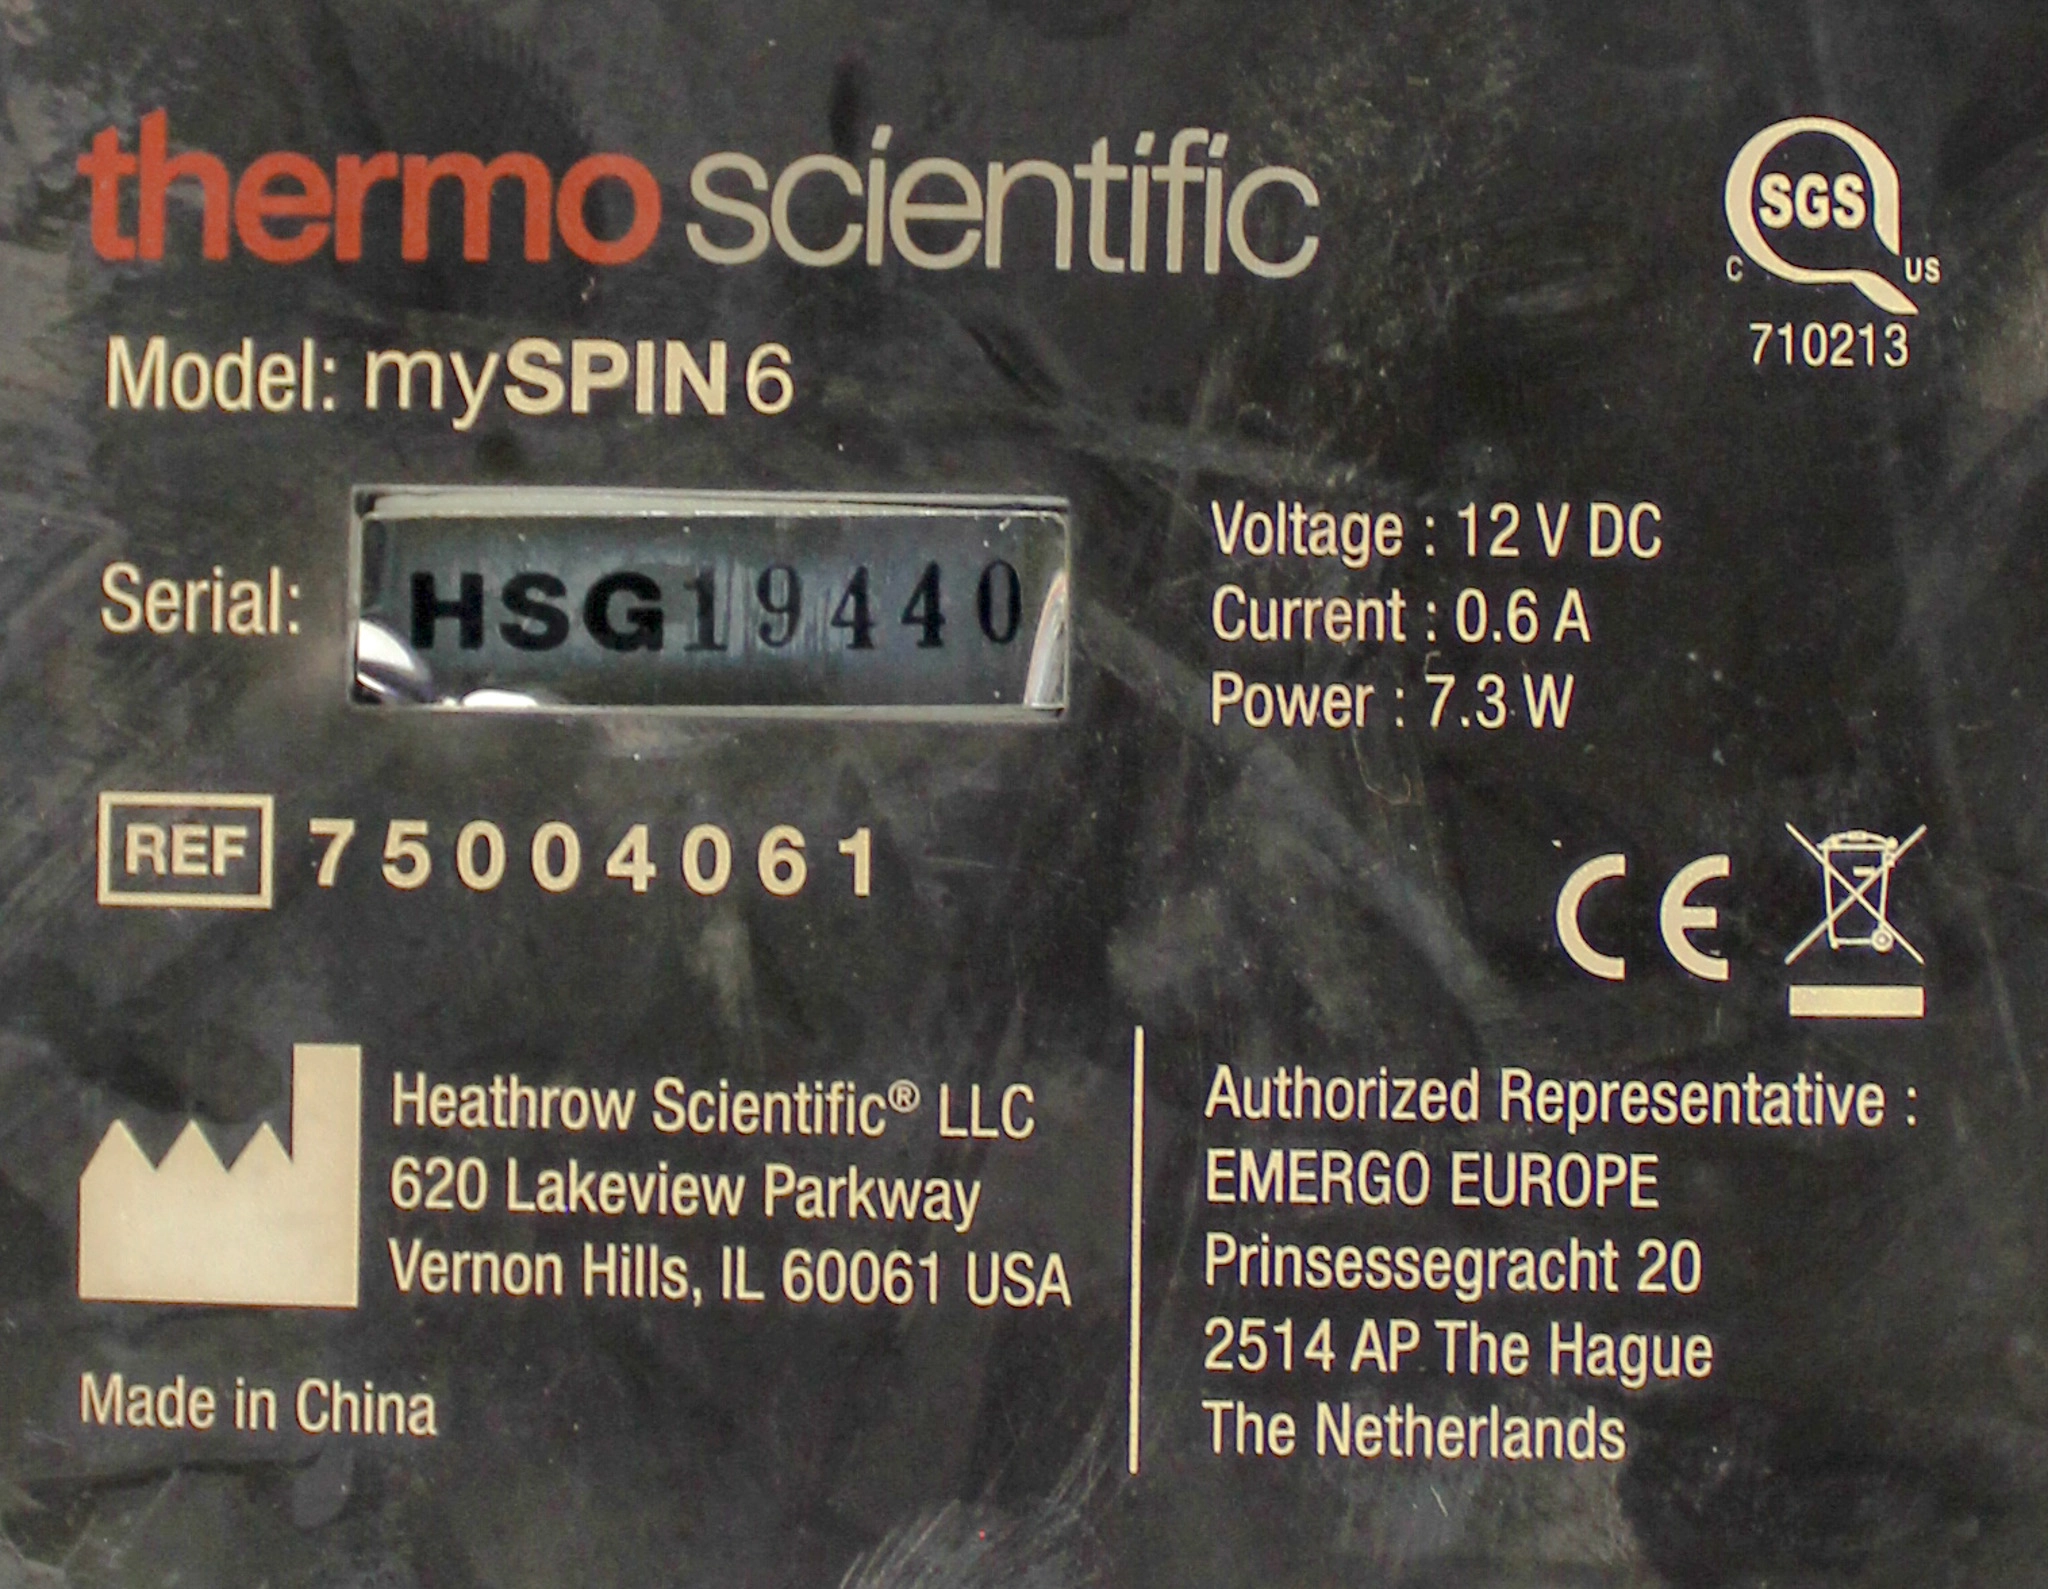 thermo scientific
SGS
C US
710213
Model: mySPIN 6
Serial: HSG19440
Voltage : 12 V DC
Current : 0.6 A
Power : 7.3 W
REF 75004061
CE
Heathrow Scientific® LLC
620 Lakeview Parkway
Vernon Hills, IL 60061 USA
Made in China
Authorized Representative :
EMERGO EUROPE
Prinsessegracht 20
2514 AP The Hague
The Netherlands